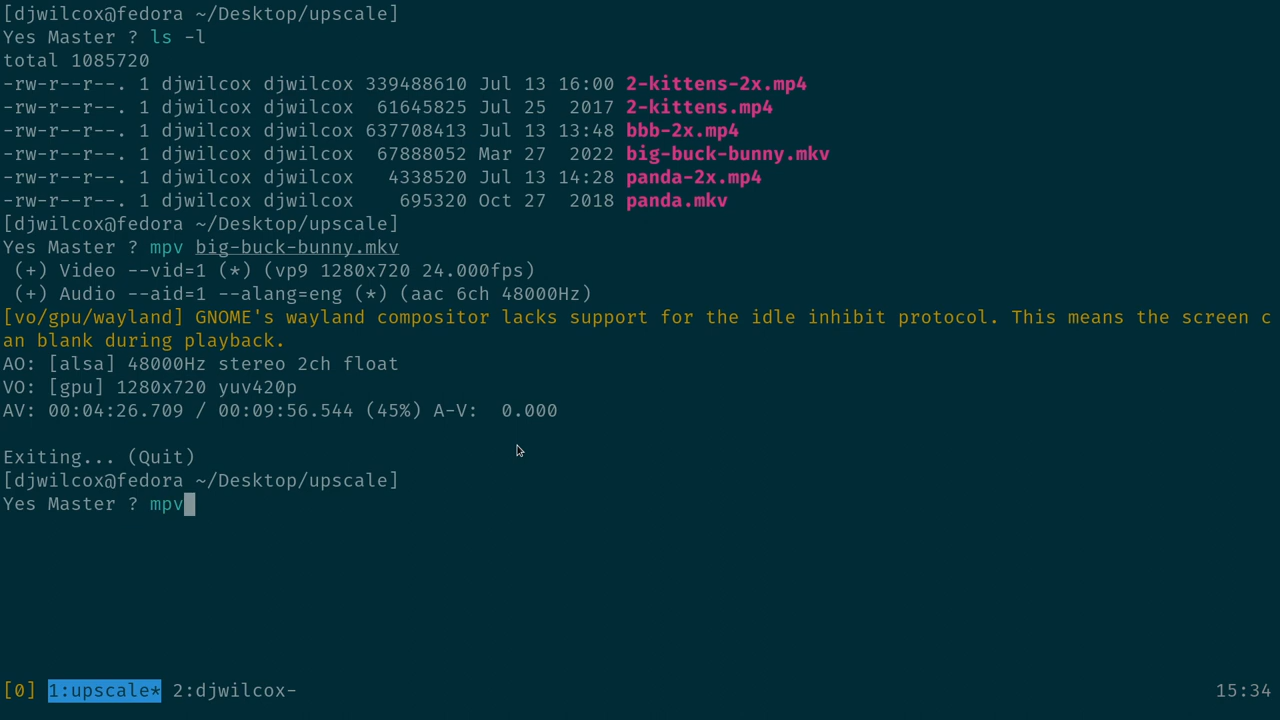 [djwilcox@fedora ~/Desktop/upscale]
Yes Master ? ls -l
total 1085720
-rw-r--r--. 1 djwilcox djwilcox 339488610 Jul 13 16:00 2-kittens-2x.mp4
-rw-r--r--. 1 djwilcox djwilcox  61645825 Jul 25  2017 2-kittens.mp4
-rw-r--r--. 1 djwilcox djwilcox 637708413 Jul 13 13:48 bbb-2x.mp4
-rw-r--r--. 1 djwilcox djwilcox  67888052 Mar 27  2022 big-buck-bunny.mkv
-rw-r--r--. 1 djwilcox djwilcox   4338520 Jul 13 14:28 panda-2x.mp4
-rw-r--r--. 1 djwilcox djwilcox    695320 Oct 27  2018 panda.mkv
[djwilcox@fedora ~/Desktop/upscale]
Yes Master ? mpv big-buck-bunny.mkv
 (+) Video --vid=1 (*) (vp9 1280x720 24.000fps)
 (+) Audio --aid=1 --alang=eng (*) (aac 6ch 48000Hz)
[vo/gpu/wayland] GNOME's wayland compositor lacks support for the idle inhibit protocol. This means the screen c
an blank during playback.
AO: [alsa] 48000Hz stereo 2ch float
VO: [gpu] 1280x720 yuv420p
AV: 00:04:26.709 / 00:09:56.544 (45%) A-V:  0.000
Exiting... (Quit)
[djwilcox@fedora ~/Desktop/upscale]
Yes Master ? mpv
[0] 1:upscale* 2:djwilcox- 15:34